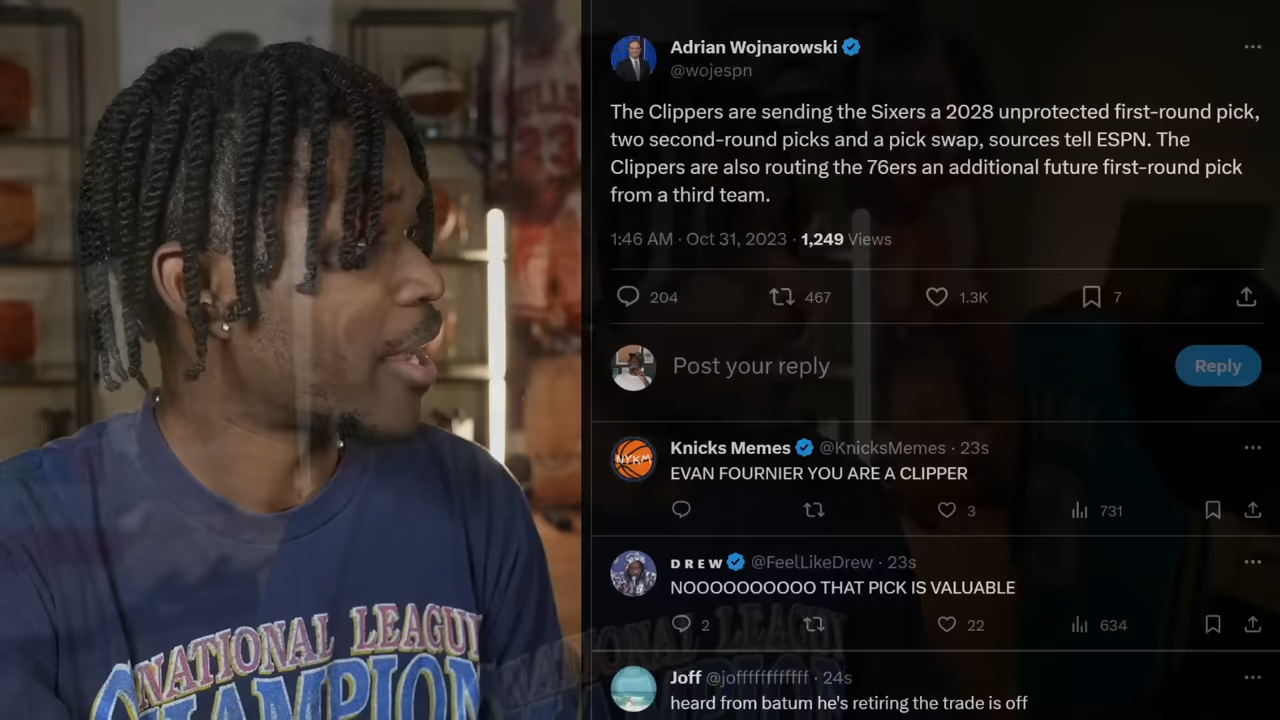 Adrian Wojnarowski
@wojespn
The Clippers are sending the Sixers a 2028 unprotected first-round pick,
two second-round picks and a pick swap, sources tell ESPN. The
Clippers are also routing the 76ers an additional future first-round pick
from a third team.
1:46 AM · Oct 31, 2023 · 1,249 Views
204 467 1.3K 7
Post your reply Reply
Knicks Memes @KnicksMemes · 23s
EVAN FOURNIER YOU ARE A CLIPPER
3 731
NYKM
D R E W @FeelLikeDrew · 23s
NOOOOOOOOOO THAT PICK IS VALUABLE
2 22 634
heard from batum he's retiring the trade is off
NATIONAL LEAGUE
CHAMPION
23